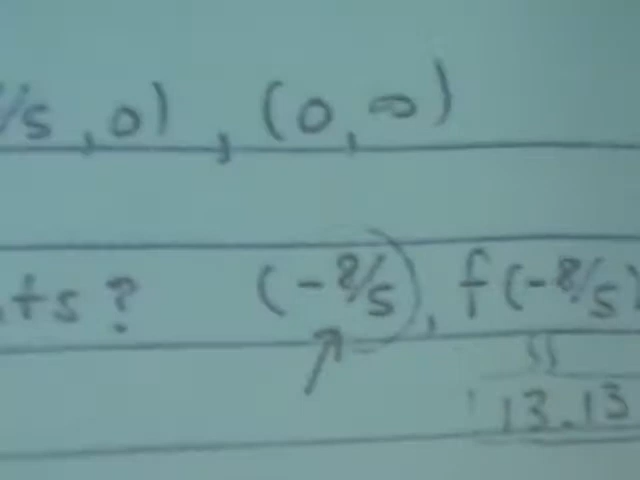 /5, 0), (0, ∞)
ts? (-8/5), f(-8/5)
13.13